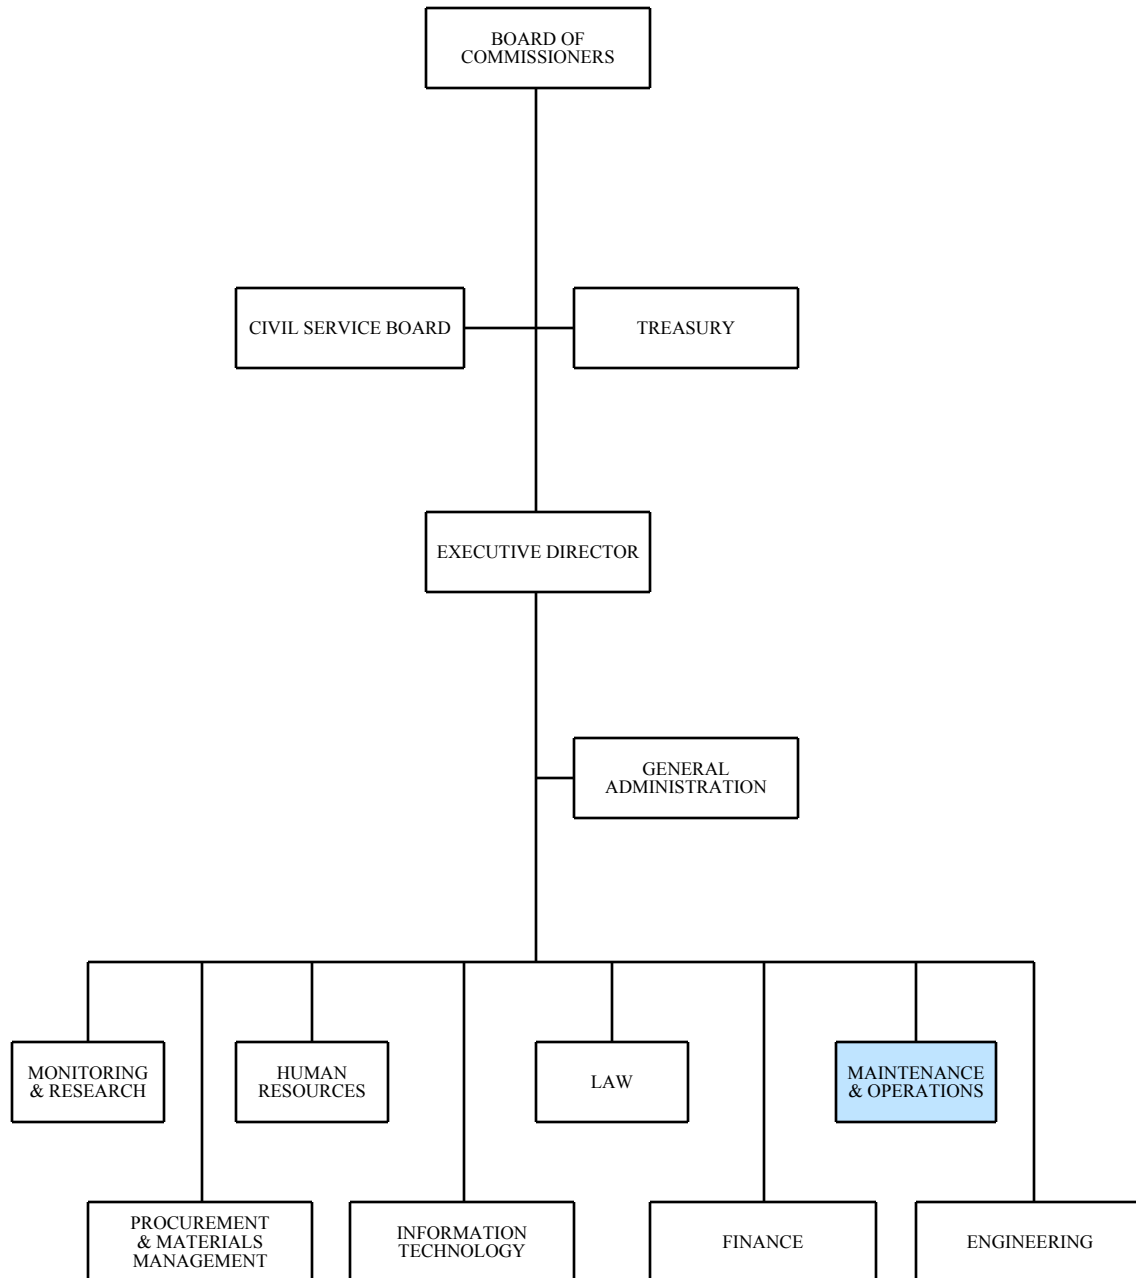 BOARD OF
COMMISSIONERS
CIVIL SERVICE BOARD
TREASURY
EXECUTIVE DIRECTOR
GENERAL
ADMINISTRATION
MONITORING
& RESEARCH
HUMAN
RESOURCES
LAW
MAINTENANCE
& OPERATIONS
PROCUREMENT
& MATERIALS
MANAGEMENT
INFORMATION
TECHNOLOGY
FINANCE
ENGINEERING